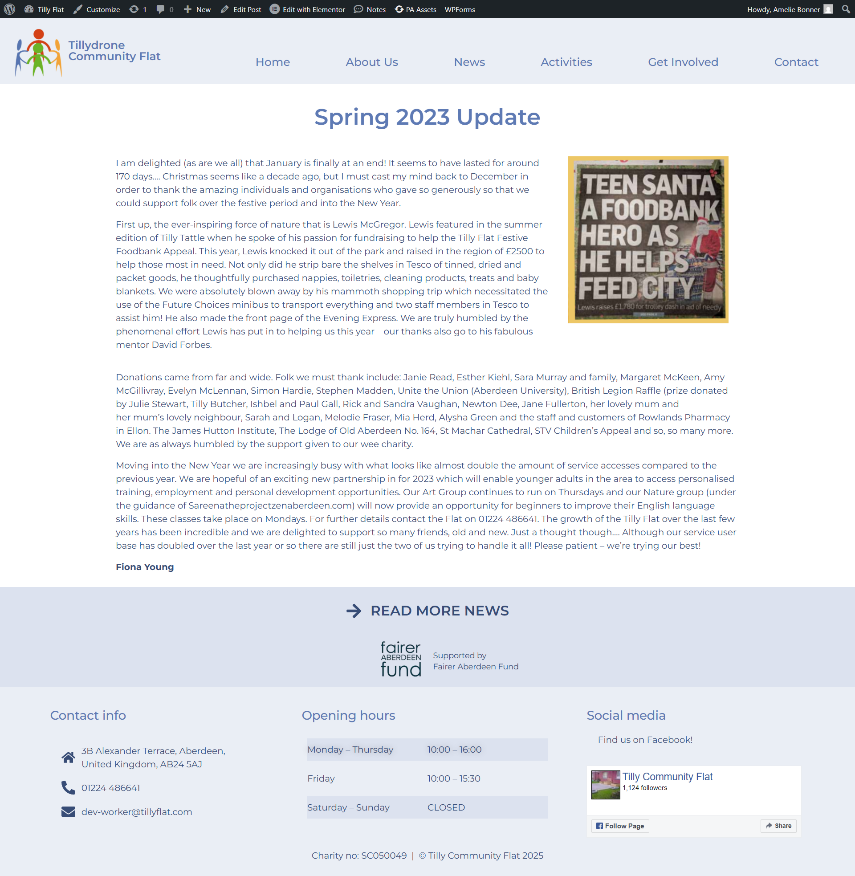 Tilly Flat Customize 1 0 New Edit Post Edit with Elementor Notes PA Assets WPForms Howdy, Amelie Bonner
Tillydrone
Community Flat
Home About Us News Activities Get Involved Contact
Spring 2023 Update
I am delighted (as are we all) that January is finally at an end! It seems to have lasted for around
170 days…. Christmas seems like a decade ago, but I must cast my mind back to December in
order to thank the amazing individuals and organisations who gave so generously so that we
could support folk over the festive period and into the New Year.
First up, the ever-inspiring force of nature that is Lewis McGregor. Lewis featured in the summer
edition of Tilly Tattle when he spoke of his passion for fundraising to help the Tilly Flat Festive
Foodbank Appeal. This year, Lewis knocked it out of the park and raised in the region of £2500 to
help those most in need. Not only did he strip bare the shelves in Tesco of tinned, dried and
packet goods, he thoughtfully purchased nappies, toiletries, cleaning products, treats and baby
blankets. We were absolutely blown away by his mammoth shopping trip which necessitated the
use of the Future Choices minibus to transport everything and two staff members in Tesco to
assist him! He also made the front page of the Evening Express. We are truly humbled by the
phenomenal effort Lewis has put in to helping us this year our thanks also go to his fabulous
mentor David Forbes.
TEEN SANTA
A FOODBANK
HERO AS
HE HELPS
FEED CITY
Lewis raises £1,780 for trolley dash in aid of needy
Donations came from far and wide. Folk we must thank include: Janie Read, Esther Kiehl, Sara Murray and family, Margaret McKeen, Amy
McGillivray, Evelyn McLennan, Simon Hardie, Stephen Madden, Unite the Union (Aberdeen University), British Legion Raffle (prize donated
by Julie Stewart, Tilly Butcher, Ishbel and Paul Gall, Rick and Sandra Vaughan, Newton Dee, Jane Fullerton, her lovely mum and
her mum's lovely neighbour, Sarah and Logan, Melodie Fraser, Mia Herd, Alysha Green and the staff and customers of Rowlands Pharmacy
in Ellon. The James Hutton Institute, The Lodge of Old Aberdeen No. 164, St Machar Cathedral, STV Children's Appeal and so, so many more.
We are as always humbled by the support given to our wee charity.
Moving into the New Year we are increasingly busy with what looks like almost double the amount of service accesses compared to the
previous year. We are hopeful of an exciting new partnership in for 2023 which will enable younger adults in the area to access personalised
training, employment and personal development opportunities. Our Art Group continues to run on Thursdays and our Nature group (under
the guidance of Sareenatheprojectzenaberdeen.com) will now provide an opportunity for beginners to improve their English language
skills. These classes take place on Mondays. For further details contact the Flat on 01224 486641. The growth of the Tilly Flat over the last few
years has been incredible and we are delighted to support so many friends, old and new. Just a thought though…. Although our service user
base has doubled over the last year or so there are still just the two of us trying to handle it all! Please patient – we're trying our best!
Fiona Young
READ MORE NEWS
fairer
ABERDEEN
fund
Supported by
Fairer Aberdeen Fund
Contact info
3B Alexander Terrace, Aberdeen,
United Kingdom, AB24 5AJ
01224 486641
dev-worker@tillyflat.com
Opening hours
Monday – Thursday 10:00 – 16:00
Friday 10:00 – 15:30
Saturday – Sunday CLOSED
Social media
Find us on Facebook!
Tilly Community Flat
1,124 followers
Follow Page Share
Charity no: SC050049 | © Tilly Community Flat 2025